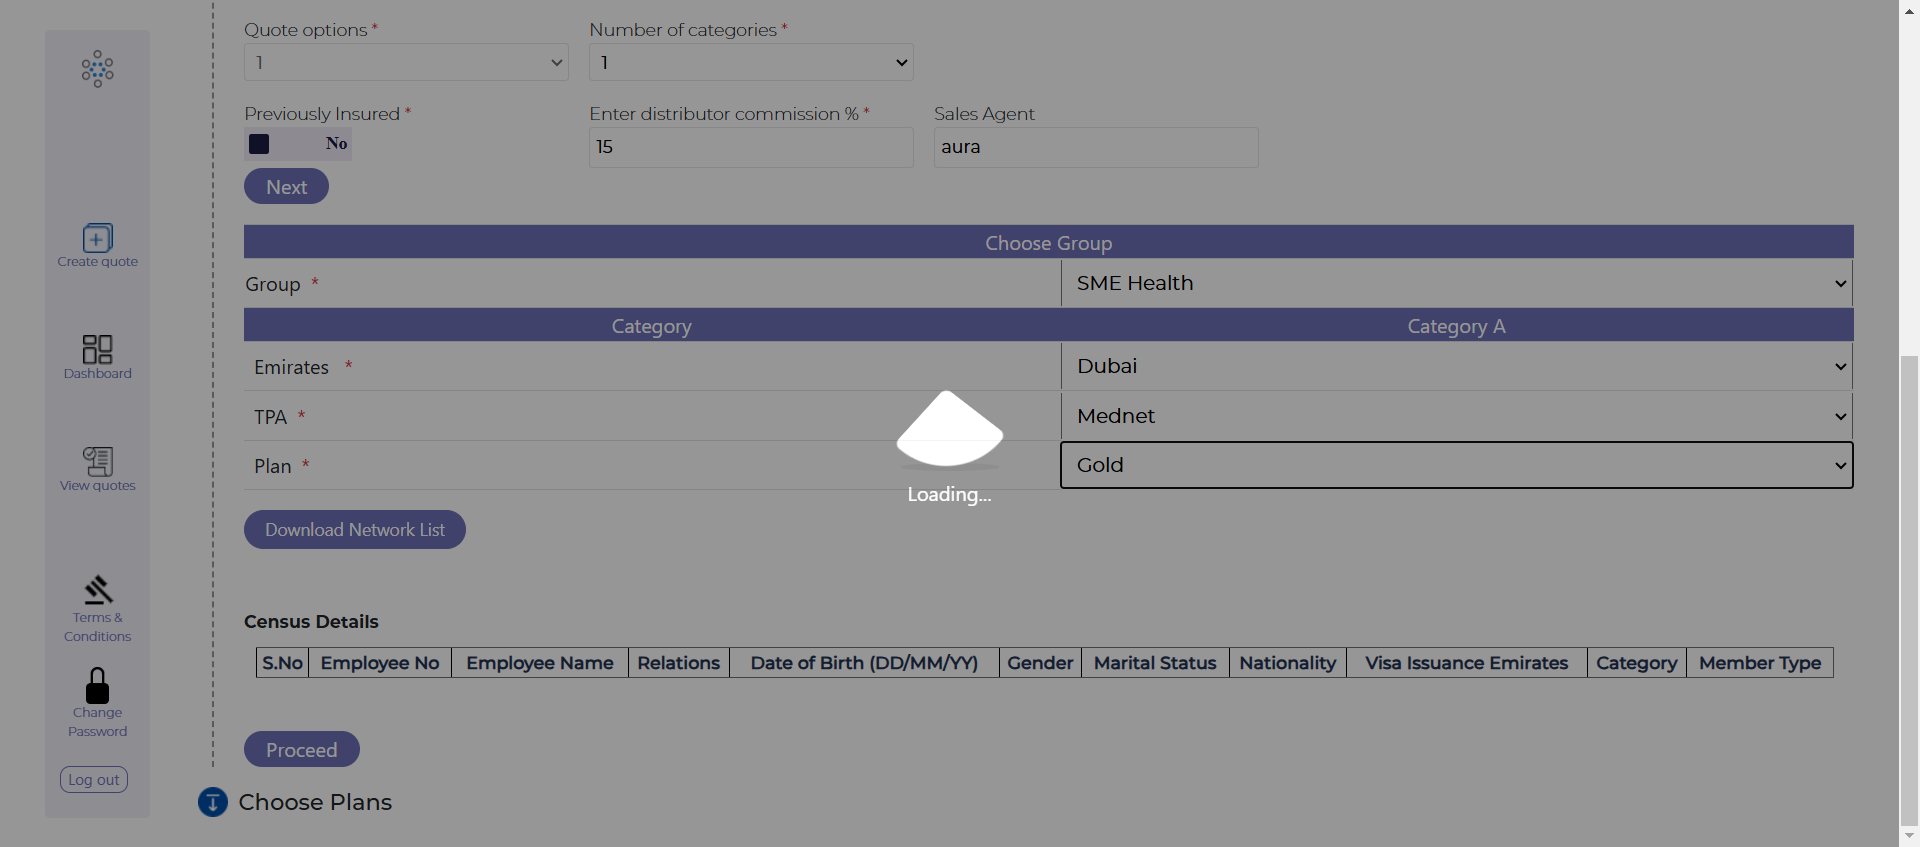 Quote options *
Number of categories *
1
1
Previously Insured *
Enter distributor commission % *
Sales Agent
No
15
aura
Next
Choose Group
Group *
SME Health
Category
Category A
Emirates *
Dubai
TPA *
Mednet
Plan *
Gold
Loading...
Download Network List
Census Details
S.No Employee No Employee Name Relations Date of Birth (DD/MM/YY) Gender Marital Status Nationality Visa Issuance Emirates Category Member Type
Proceed
Choose Plans
Create quote
Dashboard
View quotes
Terms &
Conditions
Change
Password
Log out